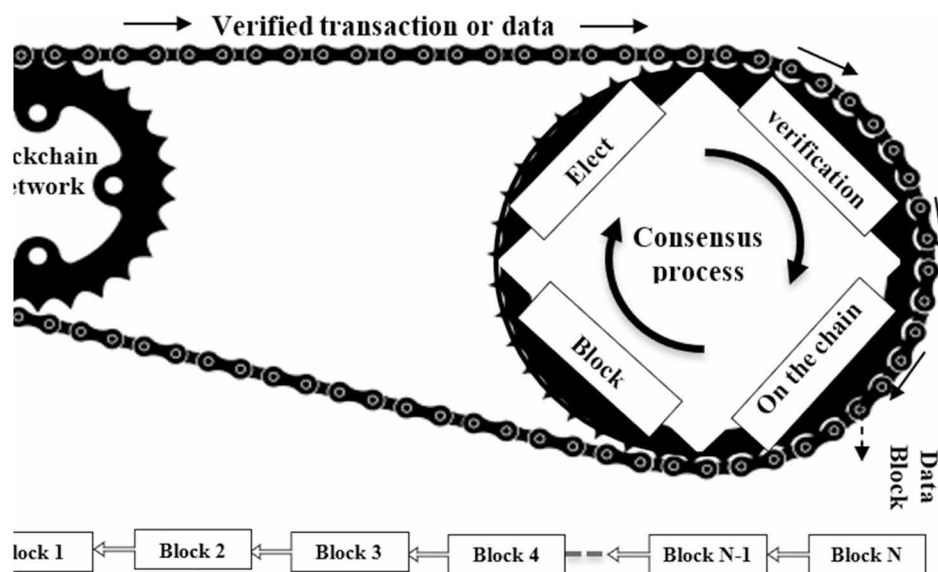 Verified transaction or data
ckchain
etwork
Elect
verification
Consensus
process
Block
On the chain
Data
Block
lock 1
Block 2
Block 3
Block 4
Block N-1
Block N